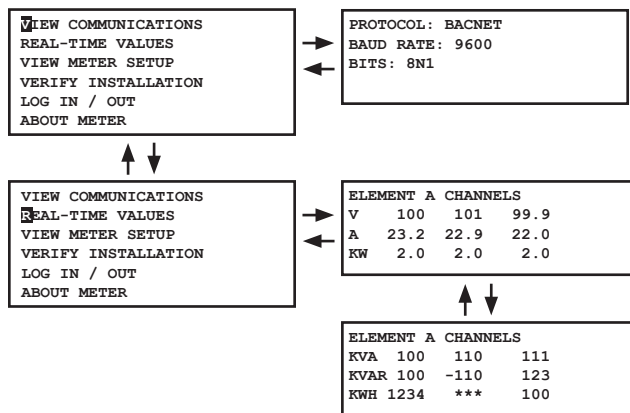 VIEW COMMUNICATIONS
REAL-TIME VALUES
VIEW METER SETUP
VERIFY INSTALLATION
LOG IN / OUT
ABOUT METER
PROTOCOL: BACNET
BAUD RATE: 9600
BITS: 8N1
VIEW COMMUNICATIONS
REAL-TIME VALUES
VIEW METER SETUP
VERIFY INSTALLATION
LOG IN / OUT
ABOUT METER
ELEMENT A CHANNELS
V 100 101 99.9
A 23.2 22.9 22.0
KW 2.0 2.0 2.0
ELEMENT A CHANNELS
KVA 100 110 111
KVAR 100 -110 123
KWH 1234 *** 100